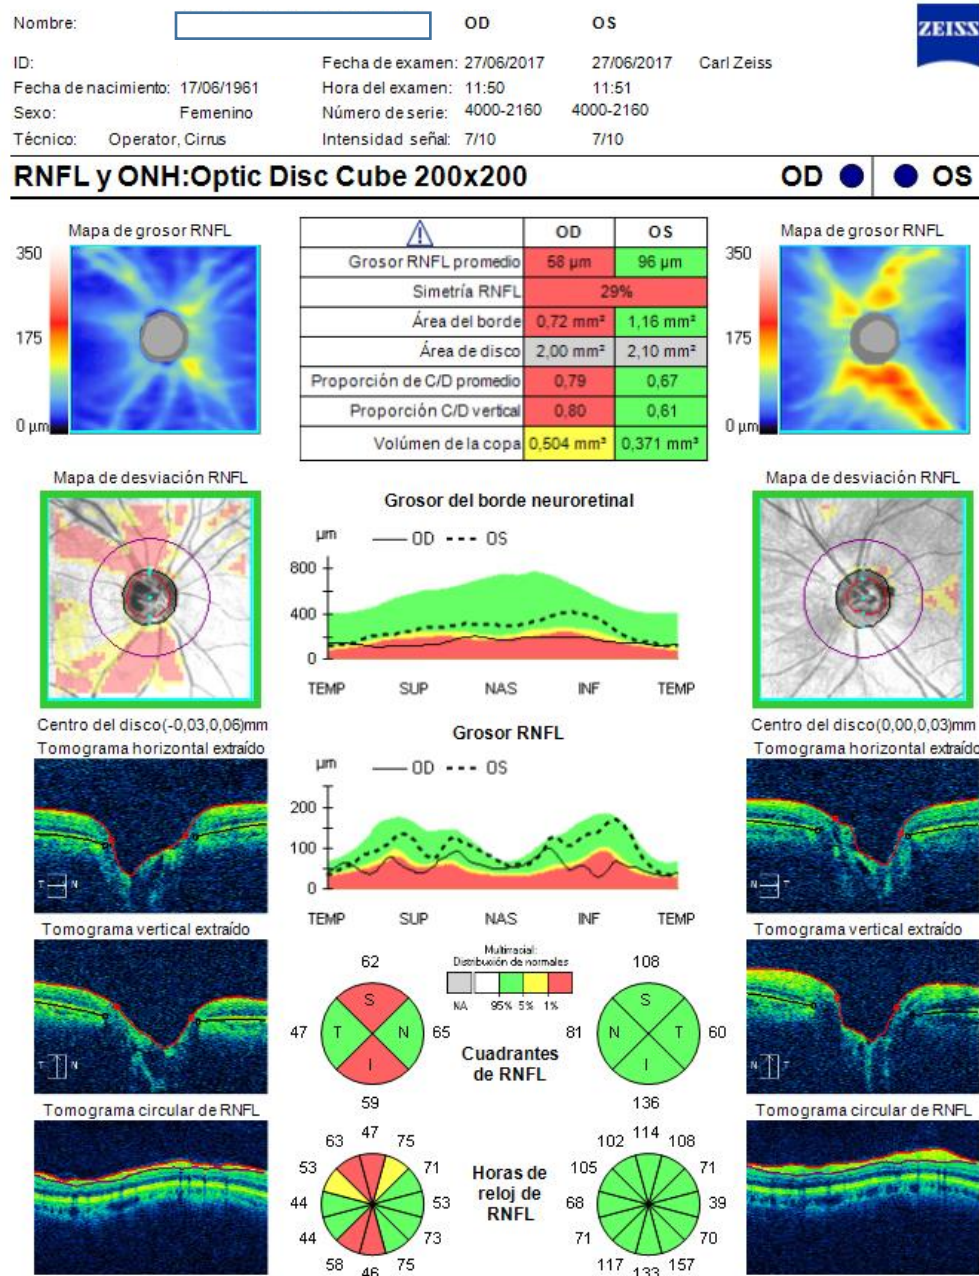 Nombre: OD OS
ZEISS
ID: Fecha de examen: 27/06/2017 27/06/2017 Carl Zeiss
Fecha de nacimiento: 17/06/1961 Hora del examen: 11:50 11:51
Sexo: Femenino Número de serie: 4000-2160 4000-2160
Técnico: Operator, Cirrus Intensidad señal: 7/10 7/10
RNFL y ONH:Optic Disc Cube 200x200 OD OS
Mapa de grosor RNFL
350
175
0 µm
OD OS
Grosor RNFL promedio 58 µm 96 µm
Simetría RNFL 29%
Área del borde 0,72 mm² 1,16 mm²
Área de disco 2,00 mm² 2,10 mm²
Proporción de C/D promedio 0,79 0,67
Proporción C/D vertical 0,80 0,61
Volúmen de la copa 0,504 mm³ 0,371 mm³
Mapa de grosor RNFL
350
175
0 µm
Mapa de desviación RNFL
Centro del disco(-0,03,0,06)mm
Grosor del borde neuroretinal
µm OD OS
800
400
0
TEMP SUP NAS INF TEMP
Mapa de desviación RNFL
Centro del disco(0,00,0,03)mm
Tomograma horizontal extraído
T N
Grosor RNFL
µm OD OS
200
100
0
TEMP SUP NAS INF TEMP
Tomograma horizontal extraído
N T
Tomograma vertical extraído
T N
Multirracial:
Distribución de normales
NA 95% 5% 1%
62
S
47 T N 65
I
59
Cuadrantes
de RNFL
108
S
81 N T 60
I
136
Tomograma vertical extraído
N T
Tomograma circular de RNFL
63 47 75
53 71
44 53
44 73
58 46 75
Horas de
reloj de
RNFL
102 114 108
105 71
68 39
71 70
117 133 157
Tomograma circular de RNFL